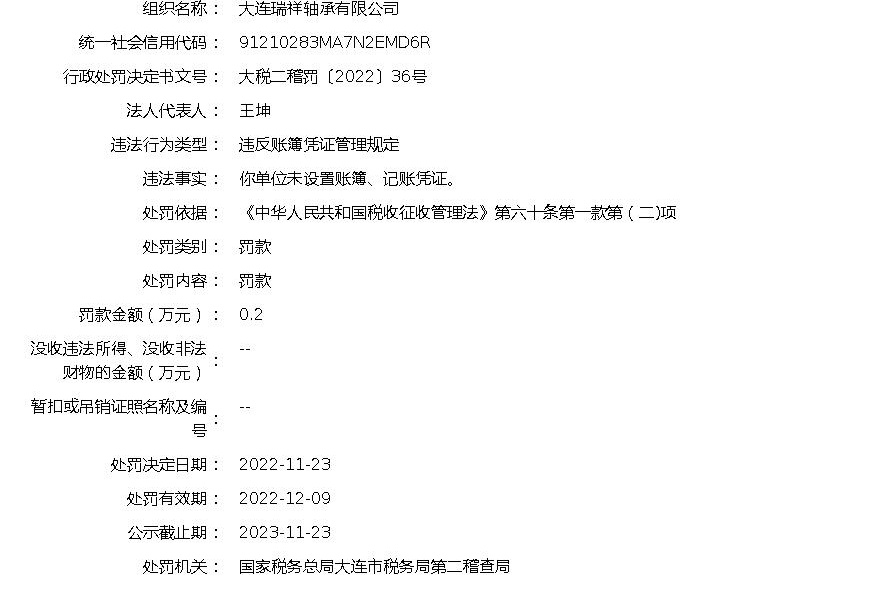 组织名称： 大连瑞祥轴承有限公司
统一社会信用代码： 91210283MA7N2EMD6R
行政处罚决定书文号： 大税二稽罚〔2022〕36号
法人代表人： 王坤
违法行为类型： 违反账簿凭证管理规定
违法事实： 你单位未设置账簿、记账凭证。
处罚依据： 《中华人民共和国税收征收管理法》第六十条第一款第（二)项
处罚类别： 罚款
处罚内容： 罚款
罚款金额（万元）： 0.2
没收违法所得、没收非法
财物的金额（万元）： --
暂扣或吊销证照名称及编
号： --
处罚决定日期： 2022-11-23
处罚有效期： 2022-12-09
公示截止期： 2023-11-23
处罚机关： 国家税务总局大连市税务局第二稽查局